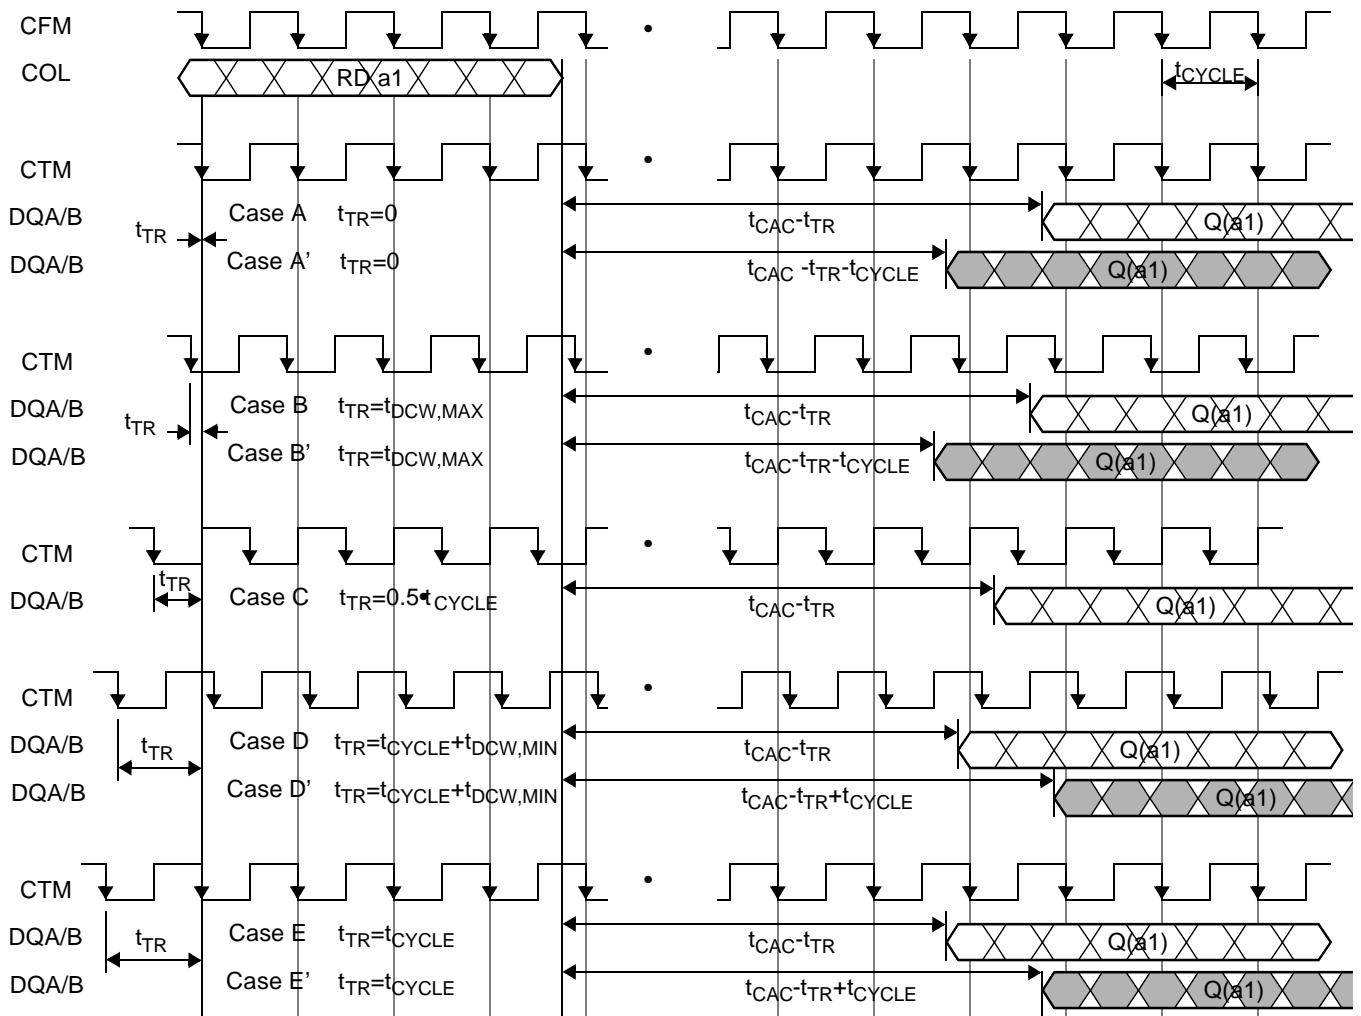 CFM
COL RD a1 tCYCLE
CTM
DQA/B Case A tTR=0 tCAC-tTR Q(a1)
tTR
DQA/B Case A' tTR=0 tCAC -tTR-tCYCLE Q(a1)
CTM
DQA/B Case B tTR=tDCW,MAX tCAC-tTR Q(a1)
tTR
DQA/B Case B' tTR=tDCW,MAX tCAC-tTR-tCYCLE Q(a1)
CTM
tTR
DQA/B Case C tTR=0.5•tCYCLE tCAC-tTR Q(a1)
CTM
DQA/B tTR Case D tTR=tCYCLE+tDCW,MIN tCAC-tTR Q(a1)
DQA/B Case D' tTR=tCYCLE+tDCW,MIN tCAC-tTR+tCYCLE Q(a1)
CTM
DQA/B tTR Case E tTR=tCYCLE tCAC-tTR Q(a1)
DQA/B Case E' tTR=tCYCLE tCAC-tTR+tCYCLE Q(a1)